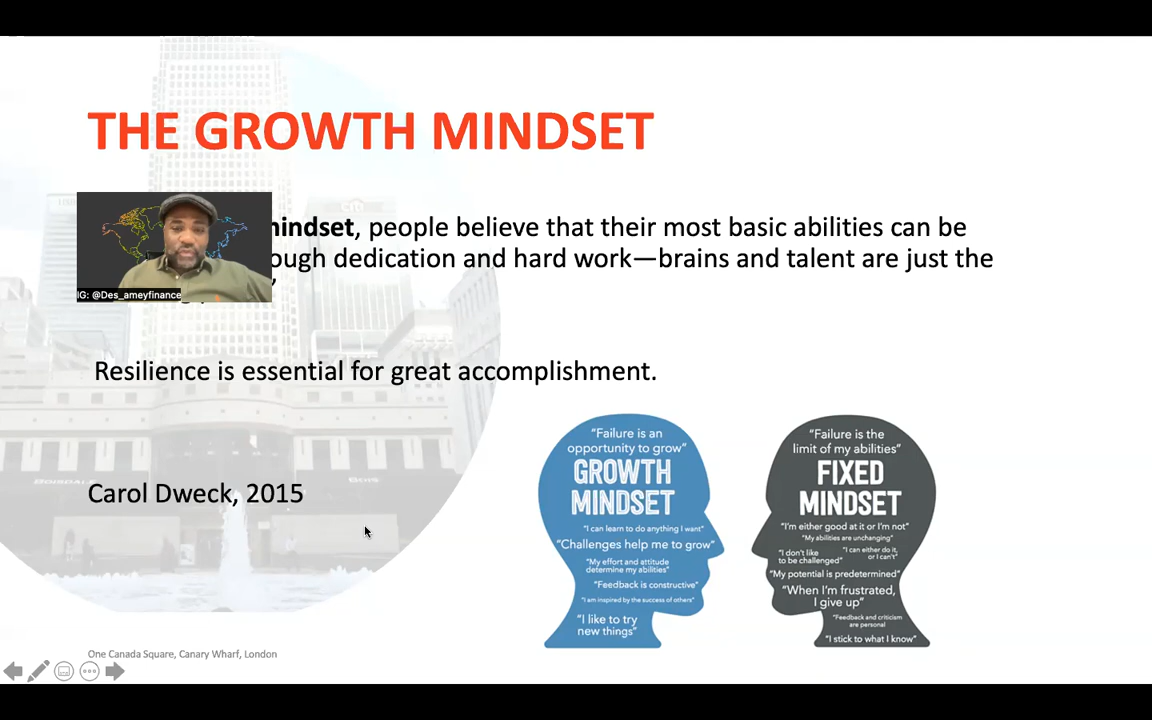 THE GROWTH MINDSET
mindset, people believe that their most basic abilities can be
ough dedication and hard work—brains and talent are just the
IG: @Des_ameyfinance
Resilience is essential for great accomplishment.
Carol Dweck, 2015
"Failure is an
opportunity to grow"
GROWTH
MINDSET
"I can learn to do anything I want"
"Challenges help me to grow"
"My effort and attitude
determine my abilities"
"Feedback is constructive"
"I am inspired by the success of others"
"I like to try
new things"
"Failure is the
limit of my abilities"
FIXED
MINDSET
"I'm either good at it or I'm not"
"My abilities are unchanging"
"I don't like
to be challenged"
"I can either do it,
or I can't"
"My potential is predetermined"
"When I'm frustrated,
I give up"
"Feedback and criticism
are personal"
"I stick to what I know"
One Canada Square, Canary Wharf, London